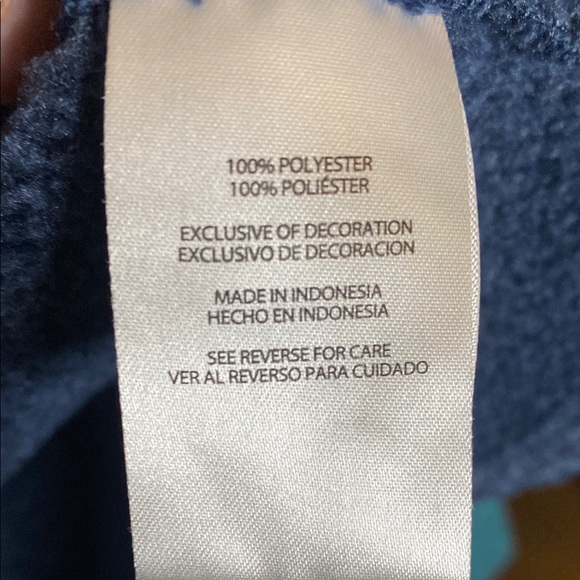 100% POLYESTER
100% POLIÉSTER
EXCLUSIVE OF DECORATION
EXCLUSIVO DE DECORACION
MADE IN INDONESIA
HECHO EN INDONESIA
SEE REVERSE FOR CARE
VER AL REVERSO PARA CUIDADO